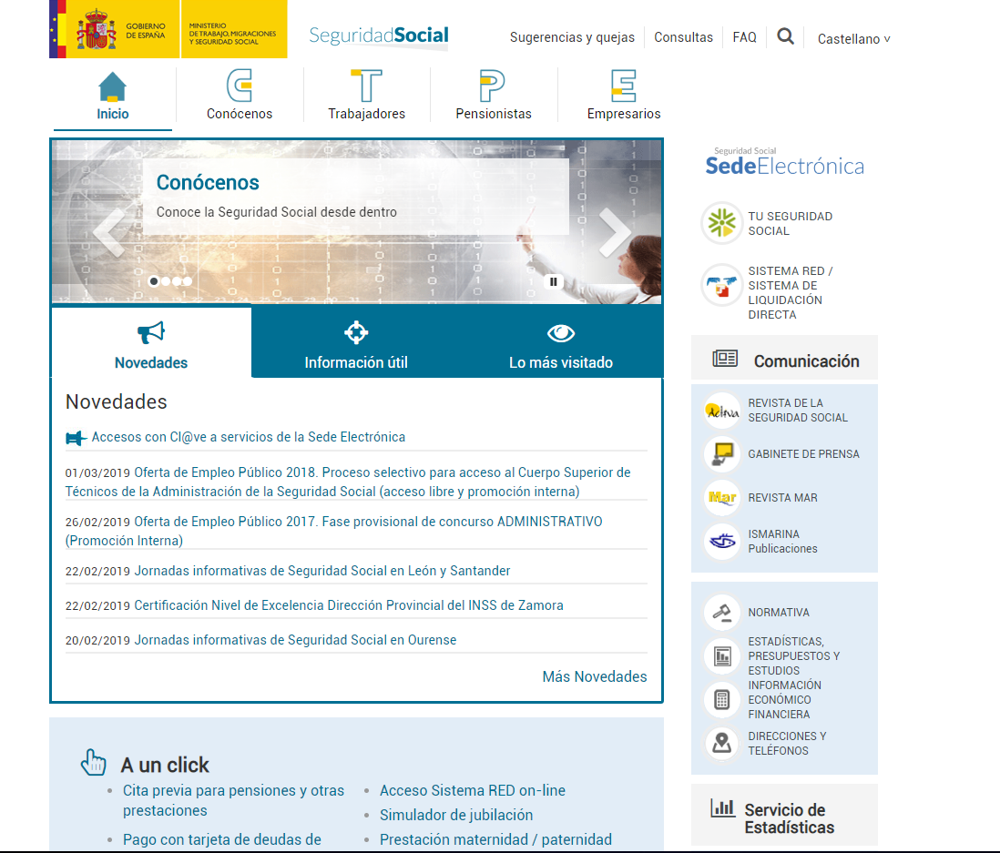 GOBIERNO
DE ESPAÑA
MINISTERIO
DE TRABAJO, MIGRACIONES
Y SEGURIDAD SOCIAL
SeguridadSocial
Sugerencias y quejas
Consultas
FAQ
Castellano v
Inicio
Conócenos
Trabajadores
Pensionistas
Empresarios
Conócenos
Conoce la Seguridad Social desde dentro
Novedades
Información útil
Lo más visitado
Novedades
Accesos con Cl@ve a servicios de la Sede Electrónica
01/03/2019 Oferta de Empleo Público 2018. Proceso selectivo para acceso al Cuerpo Superior de
Técnicos de la Administración de la Seguridad Social (acceso libre y promoción interna)
26/02/2019 Oferta de Empleo Público 2017. Fase provisional de concurso ADMINISTRATIVO
(Promoción Interna)
22/02/2019 Jornadas informativas de Seguridad Social en León y Santander
22/02/2019 Certificación Nivel de Excelencia Dirección Provincial del INSS de Zamora
20/02/2019 Jornadas informativas de Seguridad Social en Ourense
Más Novedades
A un click
Cita previa para pensiones y otras
prestaciones
Pago con tarjeta de deudas de
Acceso Sistema RED on-line
Simulador de jubilación
Prestación maternidad / paternidad
Seguridad Social
SedeElectrónica
TU SEGURIDAD
SOCIAL
SISTEMA RED /
SISTEMA DE
LIQUIDACIÓN
DIRECTA
Comunicación
Activa
REVISTA DE LA
SEGURIDAD SOCIAL
GABINETE DE PRENSA
Mar
REVISTA MAR
ISMARINA
Publicaciones
NORMATIVA
ESTADÍSTICAS,
PRESUPUESTOS Y
ESTUDIOS
INFORMACIÓN
ECONÓMICO
FINANCIERA
DIRECCIONES Y
TELÉFONOS
Servicio de
Estadísticas